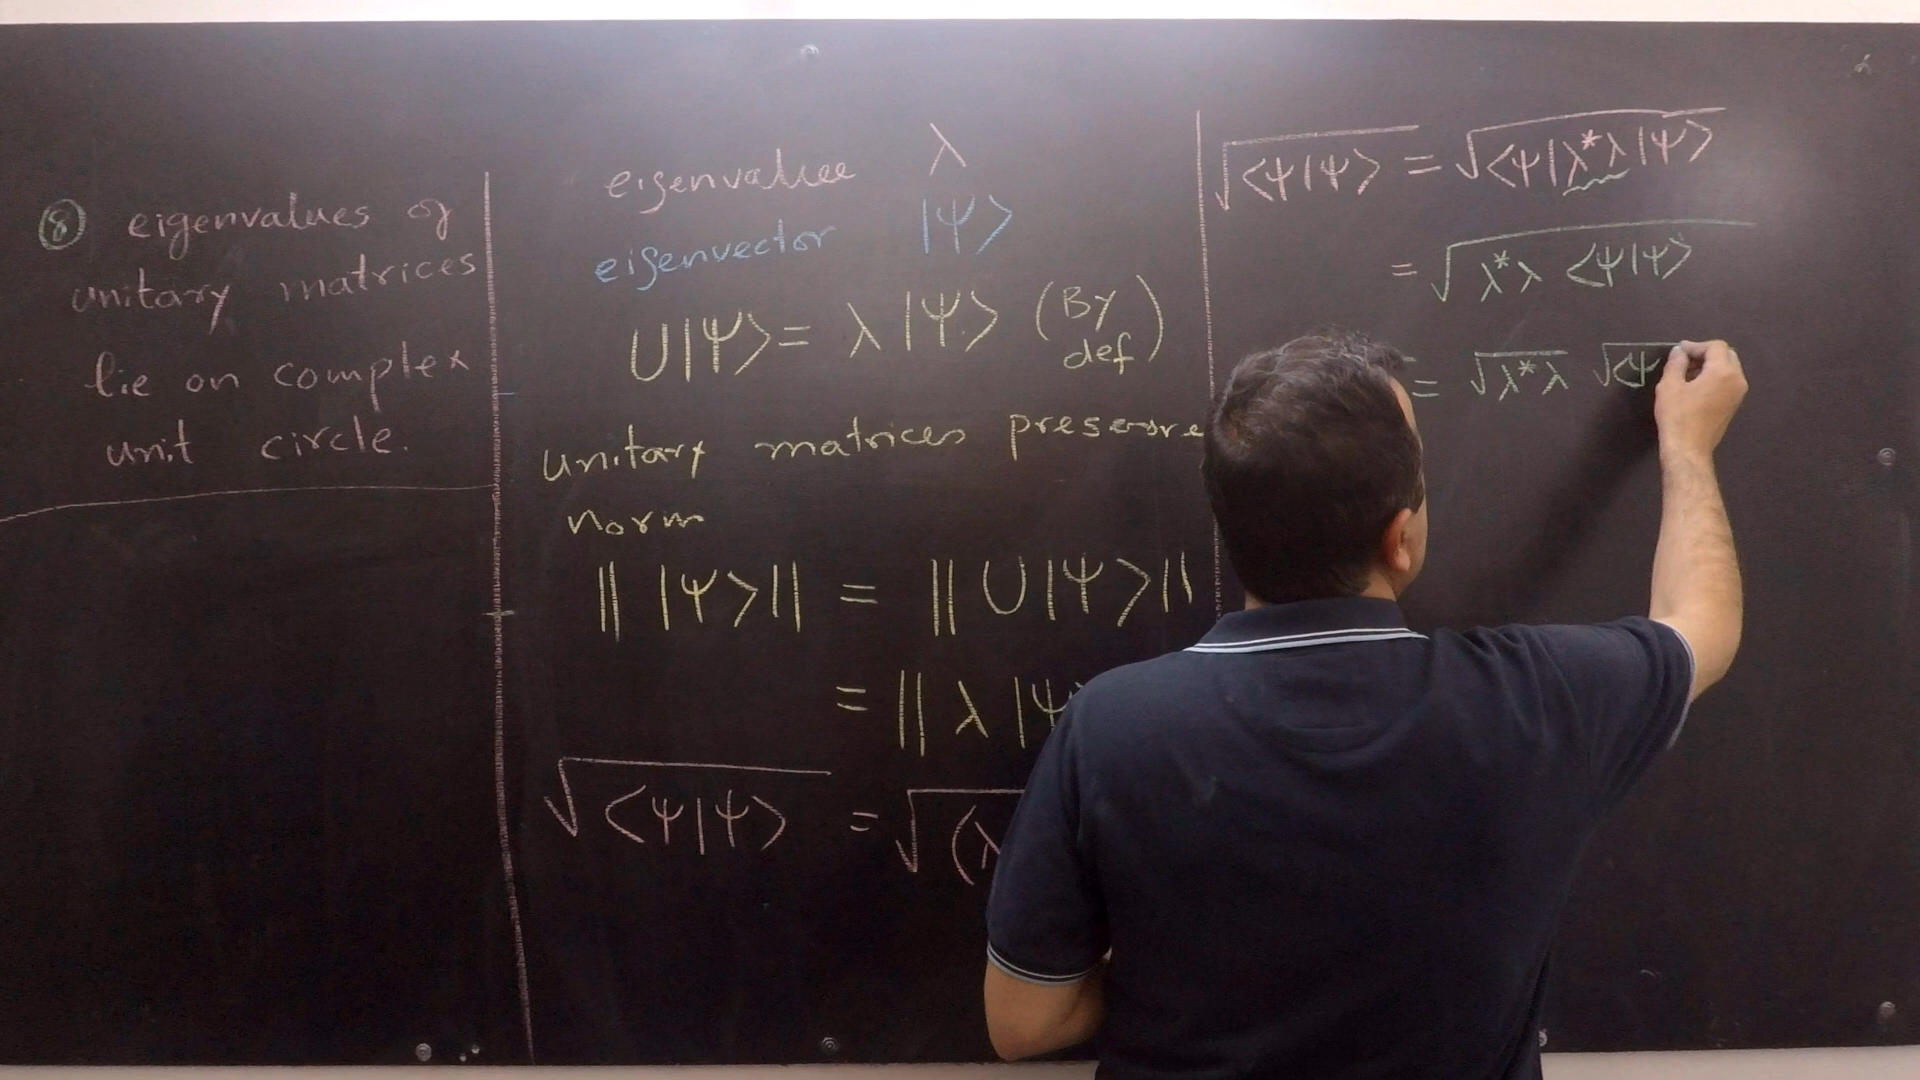 ⑧ eigenvalues of
unitary matrices
lie on complex
unit circle.
eigenvalue λ
eigenvector |Ψ⟩
U|Ψ⟩ = λ|Ψ⟩ (By def)
unitary matrices preserve
norm
|| |Ψ⟩|| = || U|Ψ⟩||
= || λ |Ψ
√⟨Ψ|Ψ⟩ = √(λ
√⟨Ψ|Ψ⟩ = √⟨Ψ|λ*λ|Ψ⟩
= √λ*λ ⟨Ψ|Ψ⟩
= √λ*λ √⟨Ψ